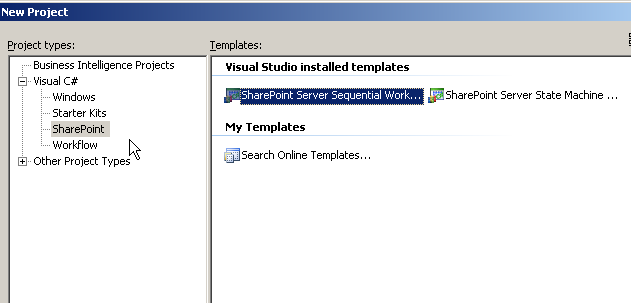 New Project
Project types:
Business Intelligence Projects
Visual C#
Windows
Starter Kits
SharePoint
Workflow
Other Project Types
Templates:
Visual Studio installed templates
SharePoint Server Sequential Work... SharePoint Server State Machine ...
My Templates
Search Online Templates...